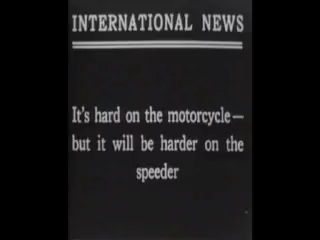 INTERNATIONAL NEWS
It's hard on the motorcycle—
but it will be harder on the
speeder